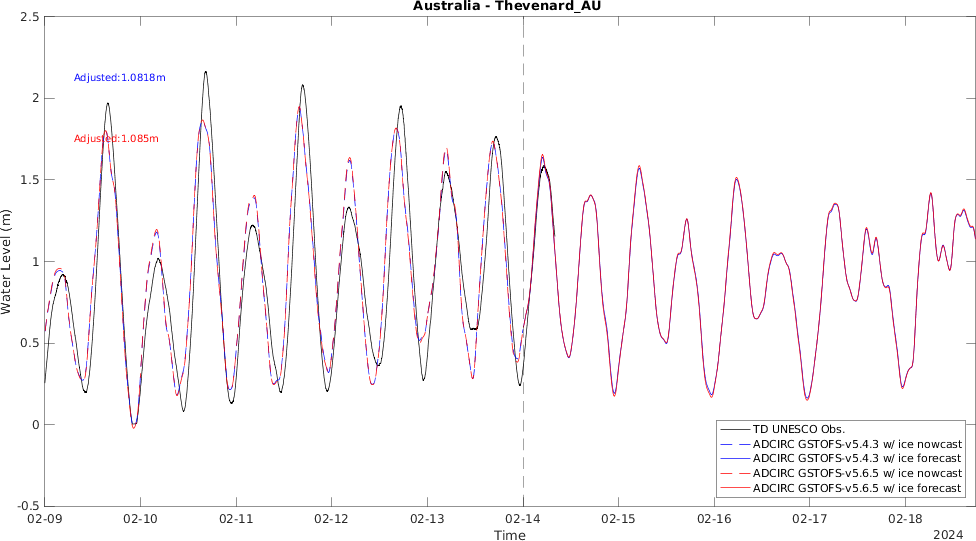 Australia - Thevenard_AU
2.5
2
1.5
1
0.5
0
-0.5
Water Level (m)
Adjusted:1.0818m
Adjusted:1.085m
TD UNESCO Obs.
ADCIRC GSTOFS-v5.4.3 w/ ice nowcast
ADCIRC GSTOFS-v5.4.3 w/ ice forecast
ADCIRC GSTOFS-v5.6.5 w/ ice nowcast
ADCIRC GSTOFS-v5.6.5 w/ ice forecast
02-09 02-10 02-11 02-12 02-13 02-14 02-15 02-16 02-17 02-18
Time
2024